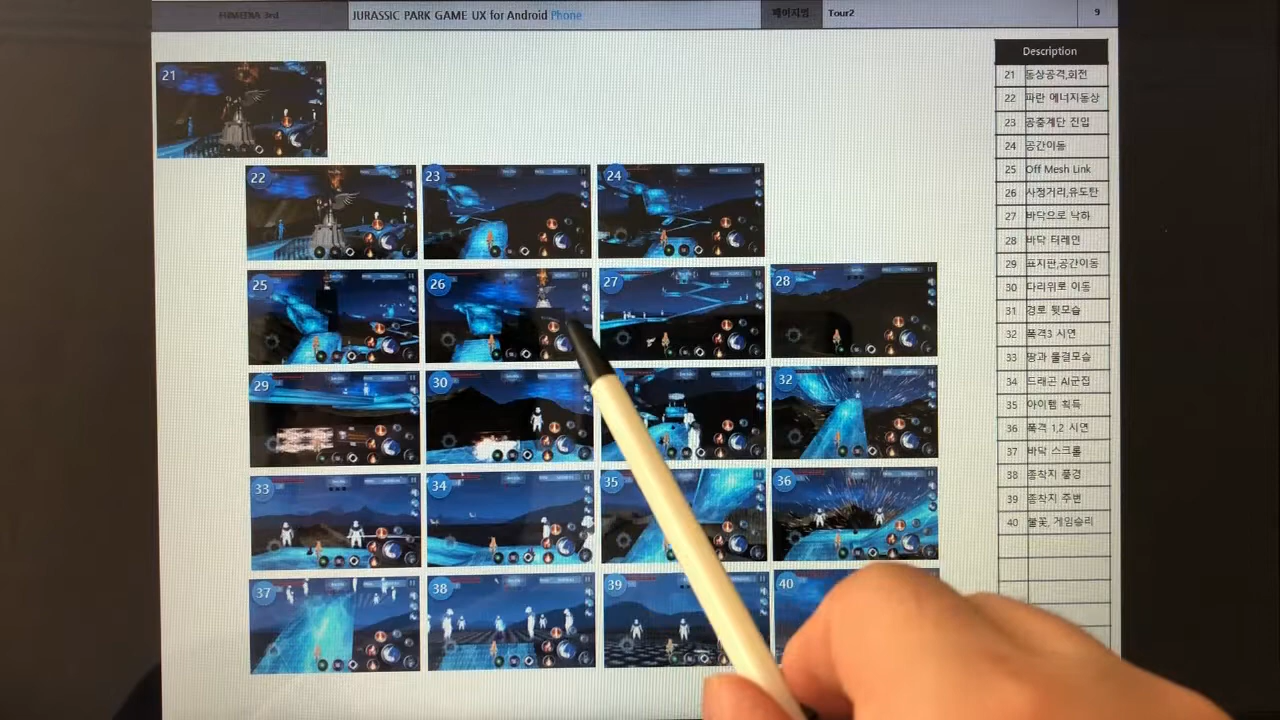 HIMEDIA 3rd
JURASSIC PARK GAME UX for Android Phone
페이지명
Tour2
9
Description
21 동상공격,회전
22 파란 에너지동상
23 공중계단 진입
24 공간이동
25 Off Mesh Link
26 사정거리,유도탄
27 바닥으로 낙하
28 바닥 터레인
29 표지판,공간이동
30 다리위로 이동
31 경로 뒷모습
32 폭격3 시연
33 땅과 물결모습
34 드래곤 AI군집
35 아이템 획득
36 폭격 1,2 시연
37 바닥 스크롤
38 종착지 풍경
39 종착지 주변
40 불꽃, 게임승리
21
22
23
24
25
26
27
28
29
30
32
33
34
35
36
37
38
39
40